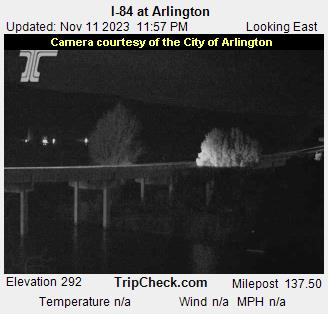 I-84 at Arlington
Updated: Nov 11 2023 11:57 PM Looking East
Camera courtesy of the City of Arlington
Elevation 292 TripCheck.com Milepost 137.50
Temperature n/a Wind n/a MPH n/a